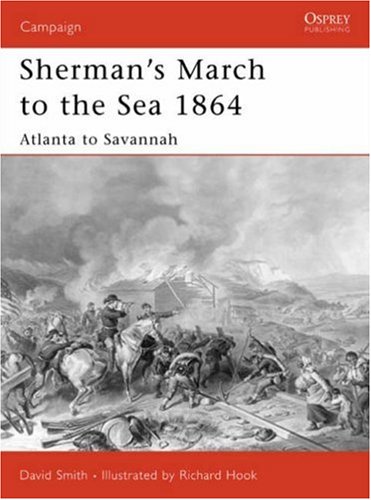 Campaign
OSPREY
PUBLISHING
Sherman's March
to the Sea 1864
Atlanta to Savannah
David Smith • Illustrated by Richard Hook